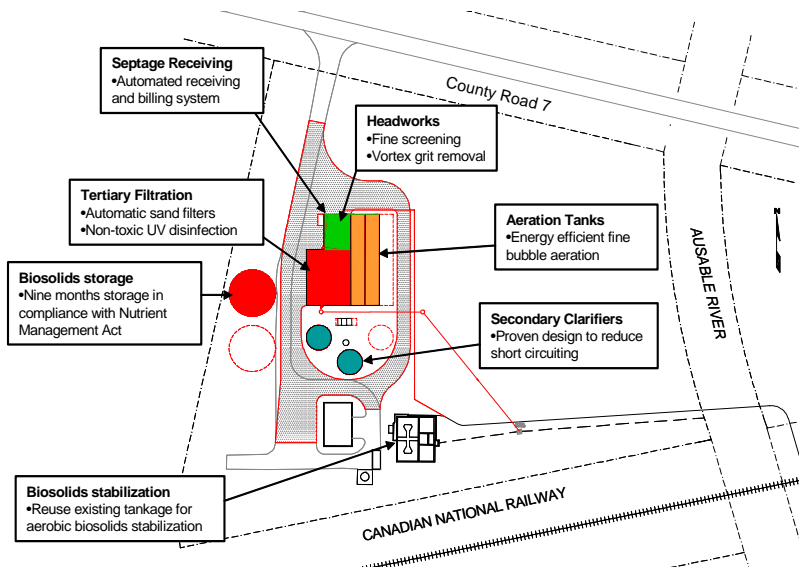 Septage Receiving
•Automated receiving
and billing system
County Road 7
Headworks
•Fine screening
•Vortex grit removal
Tertiary Filtration
•Automatic sand filters
•Non-toxic UV disinfection
Aeration Tanks
•Energy efficient fine
bubble aeration
N
AUSABLE RIVER
Biosolids storage
•Nine months storage in
compliance with Nutrient
Management Act
Secondary Clarifiers
•Proven design to reduce
short circuiting
Biosolids stabilization
•Reuse existing tankage for
aerobic biosolids stabilization
CANADIAN NATIONAL RAILWAY